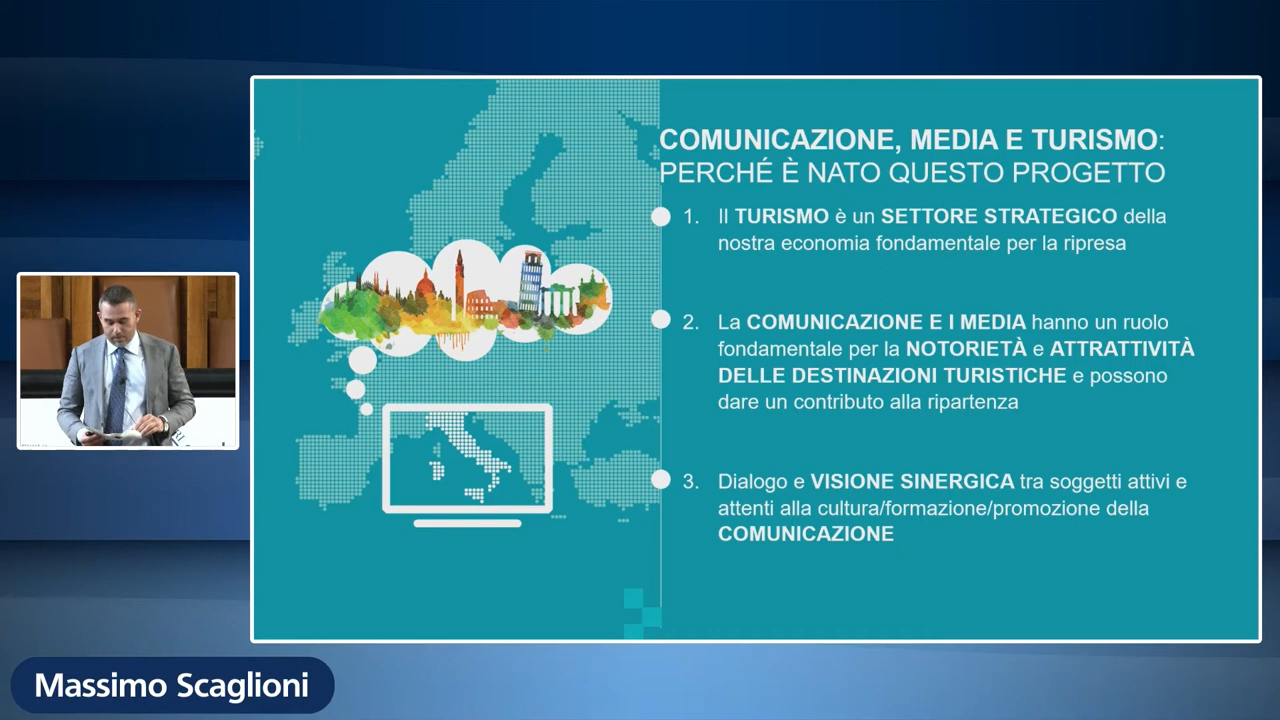 COMUNICAZIONE, MEDIA E TURISMO:
PERCHÉ È NATO QUESTO PROGETTO
1. Il TURISMO è un SETTORE STRATEGICO della
nostra economia fondamentale per la ripresa
2. La COMUNICAZIONE E I MEDIA hanno un ruolo
fondamentale per la NOTORIETÀ e ATTRATTIVITÀ
DELLE DESTINAZIONI TURISTICHE e possono
dare un contributo alla ripartenza
3. Dialogo e VISIONE SINERGICA tra soggetti attivi e
attenti alla cultura/formazione/promozione della
COMUNICAZIONE
Massimo Scaglioni